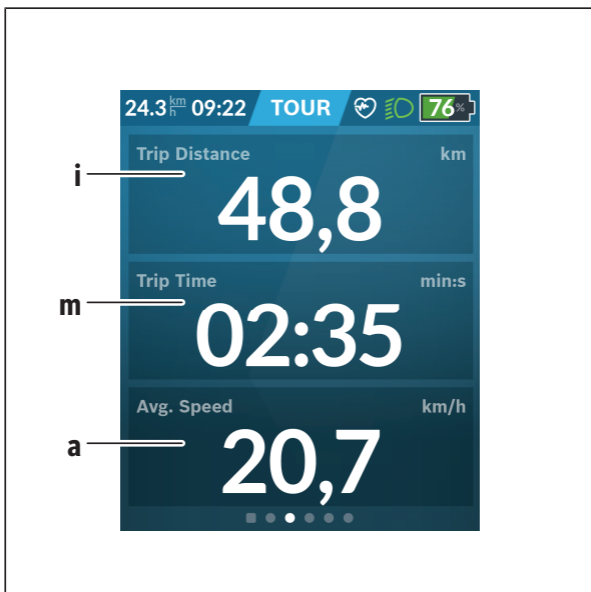 24.3 km/h 09:22 TOUR 76%
Trip Distance km
i
48,8
Trip Time min:s
m
02:35
Avg. Speed km/h
a
20,7